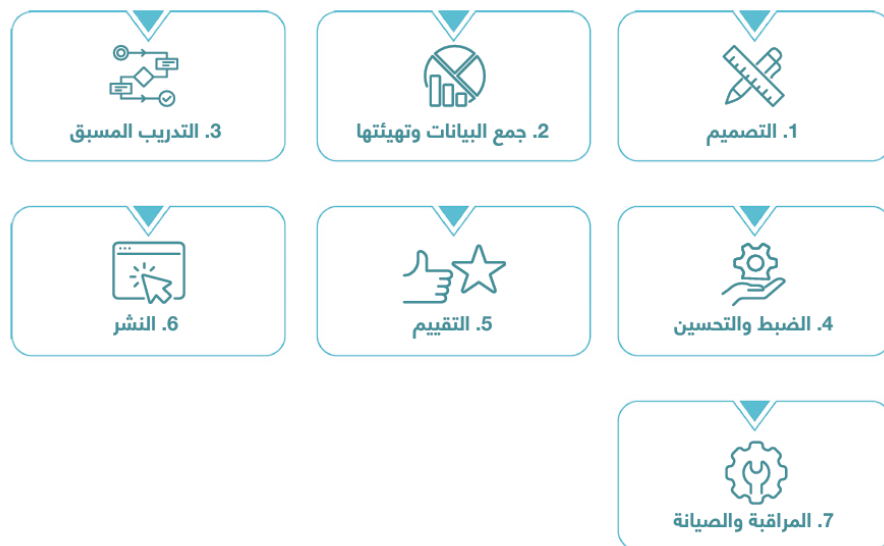 1. التصميم
2. جمع البيانات وتهيئتها
3. التدريب المسبق
4. الضبط والتحسين
5. التقييم
6. النشر
7. المراقبة والصيانة